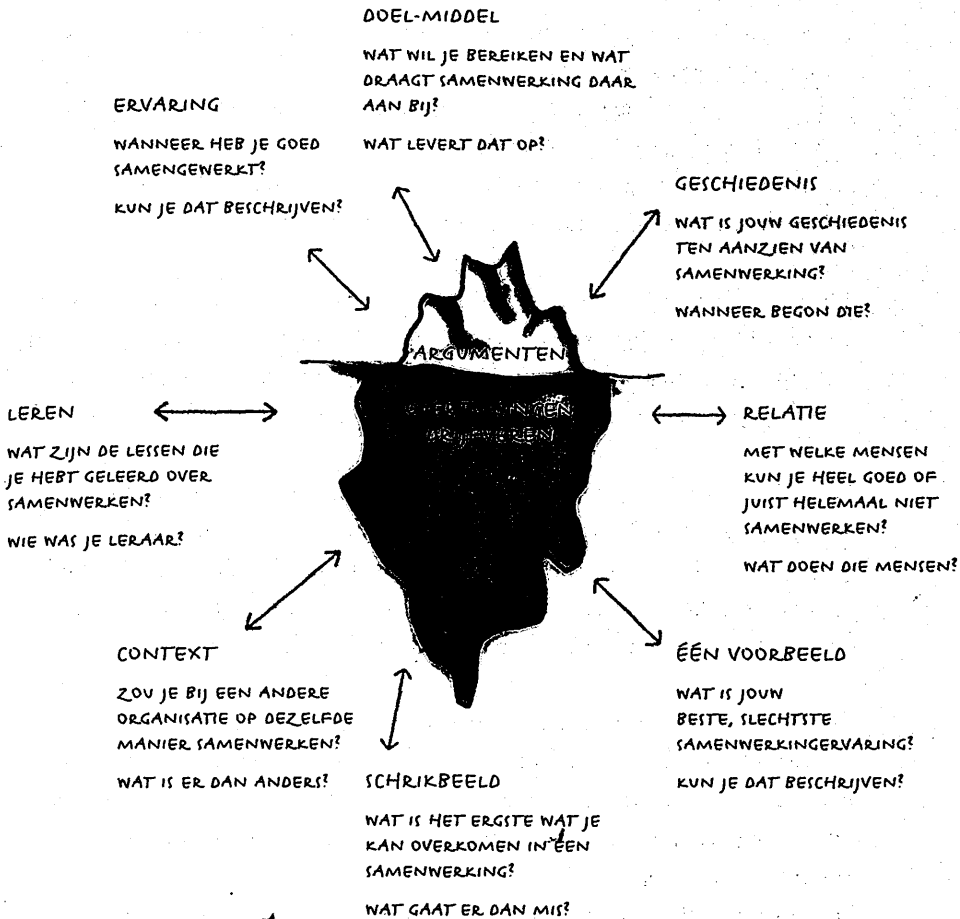 DOEL-MIDDEL
WAT WIL JE BEREIKEN EN WAT
DRAAGT SAMENWERKING DAAR
AAN BIJ?
WAT LEVERT DAT OP?
ERVARING
WANNEER HEB JE GOED
SAMENGEWERKT?
KUN JE DAT BESCHRIJVEN?
GESCHIEDENIS
WAT IS JOUW GESCHIEDENIS
TEN AANZIEN VAN
SAMENWERKING?
WANNEER BEGON DIE?
ARGUMENTEN
OVERTUIGINGEN
DRIJFVEREN
LEREN
WAT ZIJN DE LESSEN DIE
JE HEBT GELEERD OVER
SAMENWERKEN?
WIE WAS JE LERAAR?
RELATIE
MET WELKE MENSEN
KUN JE HEEL GOED OF
JUIST HELEMAAL NIET
SAMENWERKEN?
WAT DOEN DIE MENSEN?
CONTEXT
ZOU JE BIJ EEN ANDERE
ORGANISATIE OP DEZELFDE
MANIER SAMENWERKEN?
WAT IS ER DAN ANDERS?
ÉÉN VOORBEELD
WAT IS JOUW
BESTE, SLECHTSTE
SAMENWERKINGERVARING?
KUN JE DAT BESCHRIJVEN?
SCHRIKBEELD
WAT IS HET ERGSTE WAT JE
KAN OVERKOMEN IN EEN
SAMENWERKING?
WAT GAAT ER DAN MIS?